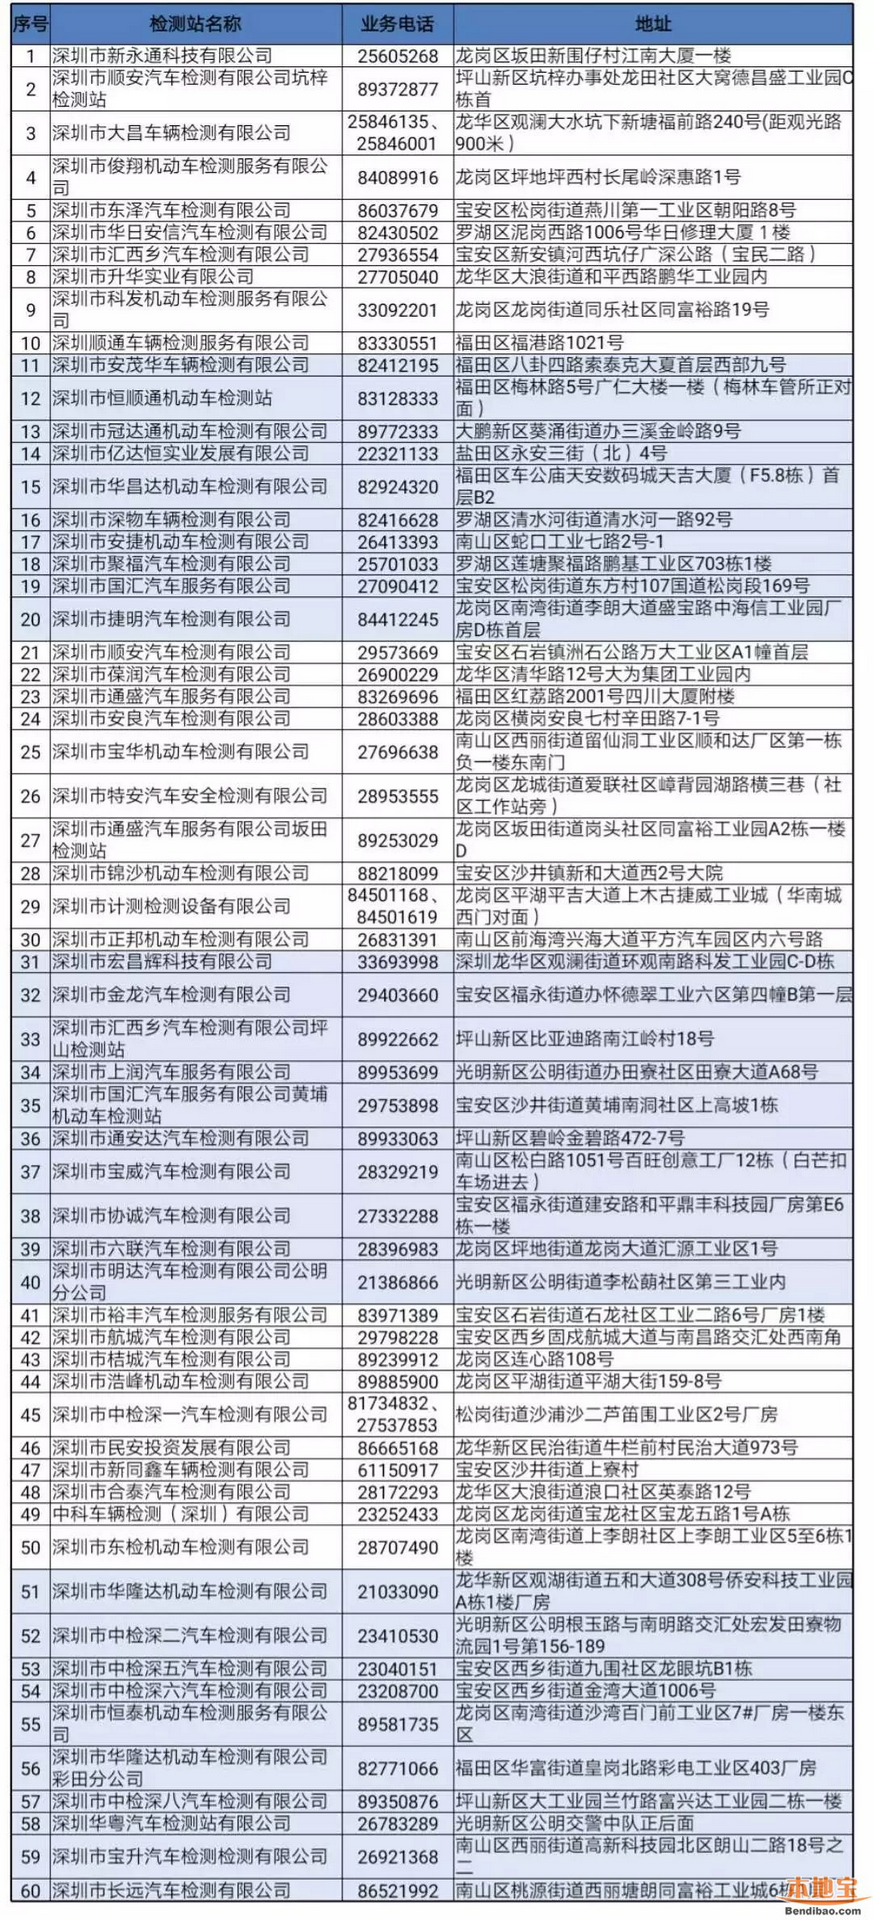 序号 检测站名称 业务电话 地址
1 深圳市新永通科技有限公司 25605268 龙岗区坂田新围仔村江南大厦一楼
2 深圳市顺安汽车检测有限公司坑梓检测站 89372877 坪山新区坑梓办事处龙田社区大窝德昌盛工业园C栋首
3 深圳市大昌车辆检测有限公司 25846135、25846001 龙华区观澜大水坑下新塘福前路240号(距观光路900米）
4 深圳市俊翔机动车检测服务有限公司 84089916 龙岗区坪地坪西村长尾岭深惠路1号
5 深圳市东泽汽车检测有限公司 86037679 宝安区松岗街道燕川第一工业区朝阳路8号
6 深圳市华日安信汽车检测有限公司 82430502 罗湖区泥岗西路1006号华日修理大厦1楼
7 深圳市汇西乡汽车检测有限公司 27936554 宝安区新安镇河西坑仔广深公路（宝民二路）
8 深圳市升华实业有限公司 27705040 龙华区大浪街道和平西路鹏华工业园内
9 深圳市科发机动车检测服务有限公司 33092201 龙岗区龙岗街道同乐社区同富裕路19号
10 深圳顺通车辆检测服务有限公司 83330551 福田区福港路1021号
11 深圳市安茂华车辆检测有限公司 82412195 福田区八卦四路索泰克大夏首层西部九号
12 深圳市恒顺通机动车检测站 83128333 福田区梅林路5号广仁大楼一楼（梅林车管所正对面）
13 深圳市冠达通机动车检测有限公司 89772333 大鹏新区葵涌街道办三溪金岭路9号
14 深圳市亿达恒实业发展有限公司 22321133 盐田区永安三街（北）4号
15 深圳市华昌达机动车检测有限公司 82924320 福田区车公庙天安数码城天吉大厦（F5.8栋）首层B2
16 深圳市深物车辆检测有限公司 82416628 罗湖区清水河街道清水河一路92号
17 深圳市安捷机动车检测有限公司 26413393 南山区蛇口工业七路2号-1
18 深圳市聚福汽车检测有限公司 25701033 罗湖区莲塘聚福路鹏基工业区703栋1楼
19 深圳市国汇汽车服务有限公司 27090412 宝安区松岗街道东方村107国道松岗段169号
20 深圳市捷明汽车检测有限公司 84412245 龙岗区南湾街道李朗大道盛宝路中海信工业园厂房D栋首层
21 深圳市顺安汽车检测有限公司 29573669 宝安区石岩镇洲石公路万大工业区A1幢首层
22 深圳市葆润汽车检测有限公司 26900229 龙华区清华路12号大为集团工业园内
23 深圳市通盛汽车服务有限公司 83269696 福田区红荔路2001号四川大厦附楼
24 深圳市安良汽车检测有限公司 28603388 龙岗区横岗安良七村辛田路7-1号
25 深圳市宝华机动车检测有限公司 27696638 南山区西丽街道留仙洞工业区顺和达厂区第一栋负一楼东南门
26 深圳市特安汽车安全检测有限公司 28953555 龙岗区龙城街道爱联社区嶂背园湖路横三巷（社区工作站旁）
27 深圳市通盛汽车服务有限公司坂田检测站 89253029 龙岗区坂田街道岗头社区同富裕工业园A2栋一楼D
28 深圳市锦沙机动车检测有限公司 88218099 宝安区沙井镇新和大道西2号大院
29 深圳市计测检测设备有限公司 84501168、84501619 龙岗区平湖平吉大道上木古捷威工业城（华南城西门对面）
30 深圳市正邦机动车检测有限公司 26831391 南山区前海湾兴海大道平方汽车园区内六号路
31 深圳市宏昌辉科技有限公司 33693998 深圳龙华区观澜街道环观南路科发工业园C-D栋
32 深圳市金龙汽车检测有限公司 29403660 宝安区福永街道办怀德翠工业六区第四幢B第一层
33 深圳市汇西乡汽车检测有限公司坪山检测站 89922662 坪山新区比亚迪路南江岭村18号
34 深圳市上润汽车服务有限公司 89953699 光明新区公明街道办田寮社区田寮大道A68号
35 深圳市国汇汽车服务有限公司黄埔机动车检测站 29753898 宝安区沙井街道黄埔南洞社区上高坡1栋
36 深圳市通安达汽车检测有限公司 89933063 坪山新区碧岭金碧路472-7号
37 深圳市宝威汽车检测有限公司 28329219 南山区松白路1051号百旺创意工厂12栋（白芒扣车场进去）
38 深圳市协诚汽车检测有限公司 27332288 宝安区福永街道建安路和平鼎丰科技园厂房第E6栋一楼
39 深圳市六联汽车检测有限公司 28396983 龙岗区坪地街道龙岗大道汇源工业区1号
40 深圳市明达汽车检测有限公司公明分公司 21386866 光明新区公明街道李松蓢社区第三工业内
41 深圳市裕丰汽车检测服务有限公司 83971389 宝安区石岩街道石龙社区工业二路6号厂房1楼
42 深圳市航城汽车检测有限公司 29798228 宝安区西乡固戍航城大道与南昌路交汇处西南角
43 深圳市桔城汽车检测有限公司 89239912 龙岗区连心路108号
44 深圳市浩峰机动车检测有限公司 89885900 龙岗区平湖街道平湖大街159-8号
45 深圳市中检深一汽车检测有限公司 81734832、27537853 松岗街道沙浦沙二芦笛围工业区2号厂房
46 深圳市民安投资发展有限公司 86665168 龙华新区民治街道牛栏前村民治大道973号
47 深圳市新同鑫车辆检测有限公司 61150917 宝安区沙井街道上寮村
48 深圳市合泰汽车检测有限公司 28172293 龙华区大浪街道浪口社区英泰路12号
49 中科车辆检测（深圳）有限公司 23252433 龙岗区龙岗街道宝龙社区宝龙五路1号A栋
50 深圳市东检机动车检测有限公司 28707490 龙岗区南湾街道上李朗社区上李朗工业区5至6栋1楼
51 深圳市华隆达机动车检测有限公司 21033090 龙华新区观湖街道五和大道308号侨安科技工业园A栋1楼厂房
52 深圳市中检深二汽车检测有限公司 23410530 光明新区公明根玉路与南明路交汇处宏发田寮物流园1号第156-189
53 深圳市中检深五汽车检测有限公司 23040151 宝安区西乡街道九围社区龙眼坑B1栋
54 深圳市中检深六汽车检测有限公司 23208700 宝安区西乡街道金湾大道1006号
55 深圳市恒泰机动车检测服务有限公司 89581735 龙岗区南湾街道沙湾百门前工业区7#厂房一楼东区
56 深圳市华隆达机动车检测有限公司彩田分公司 82771066 福田区华富街道皇岗北路彩电工业区403厂房
57 深圳市中检深八汽车检测有限公司 89350876 坪山新区大工业园兰竹路富兴达工业园二栋一楼
58 深圳华粤汽车检测站有限公司 26783289 光明新区公明交警中队正后面
59 深圳市宝升汽车检测检测有限公司 26921368 南山区西丽街道高新科技园北区朗山二路18号之二
60 深圳市长远汽车检测有限公司 86521992 南山区桃源街道西丽塘朗同富裕工业城6栋
本地宝
Bendibao.com